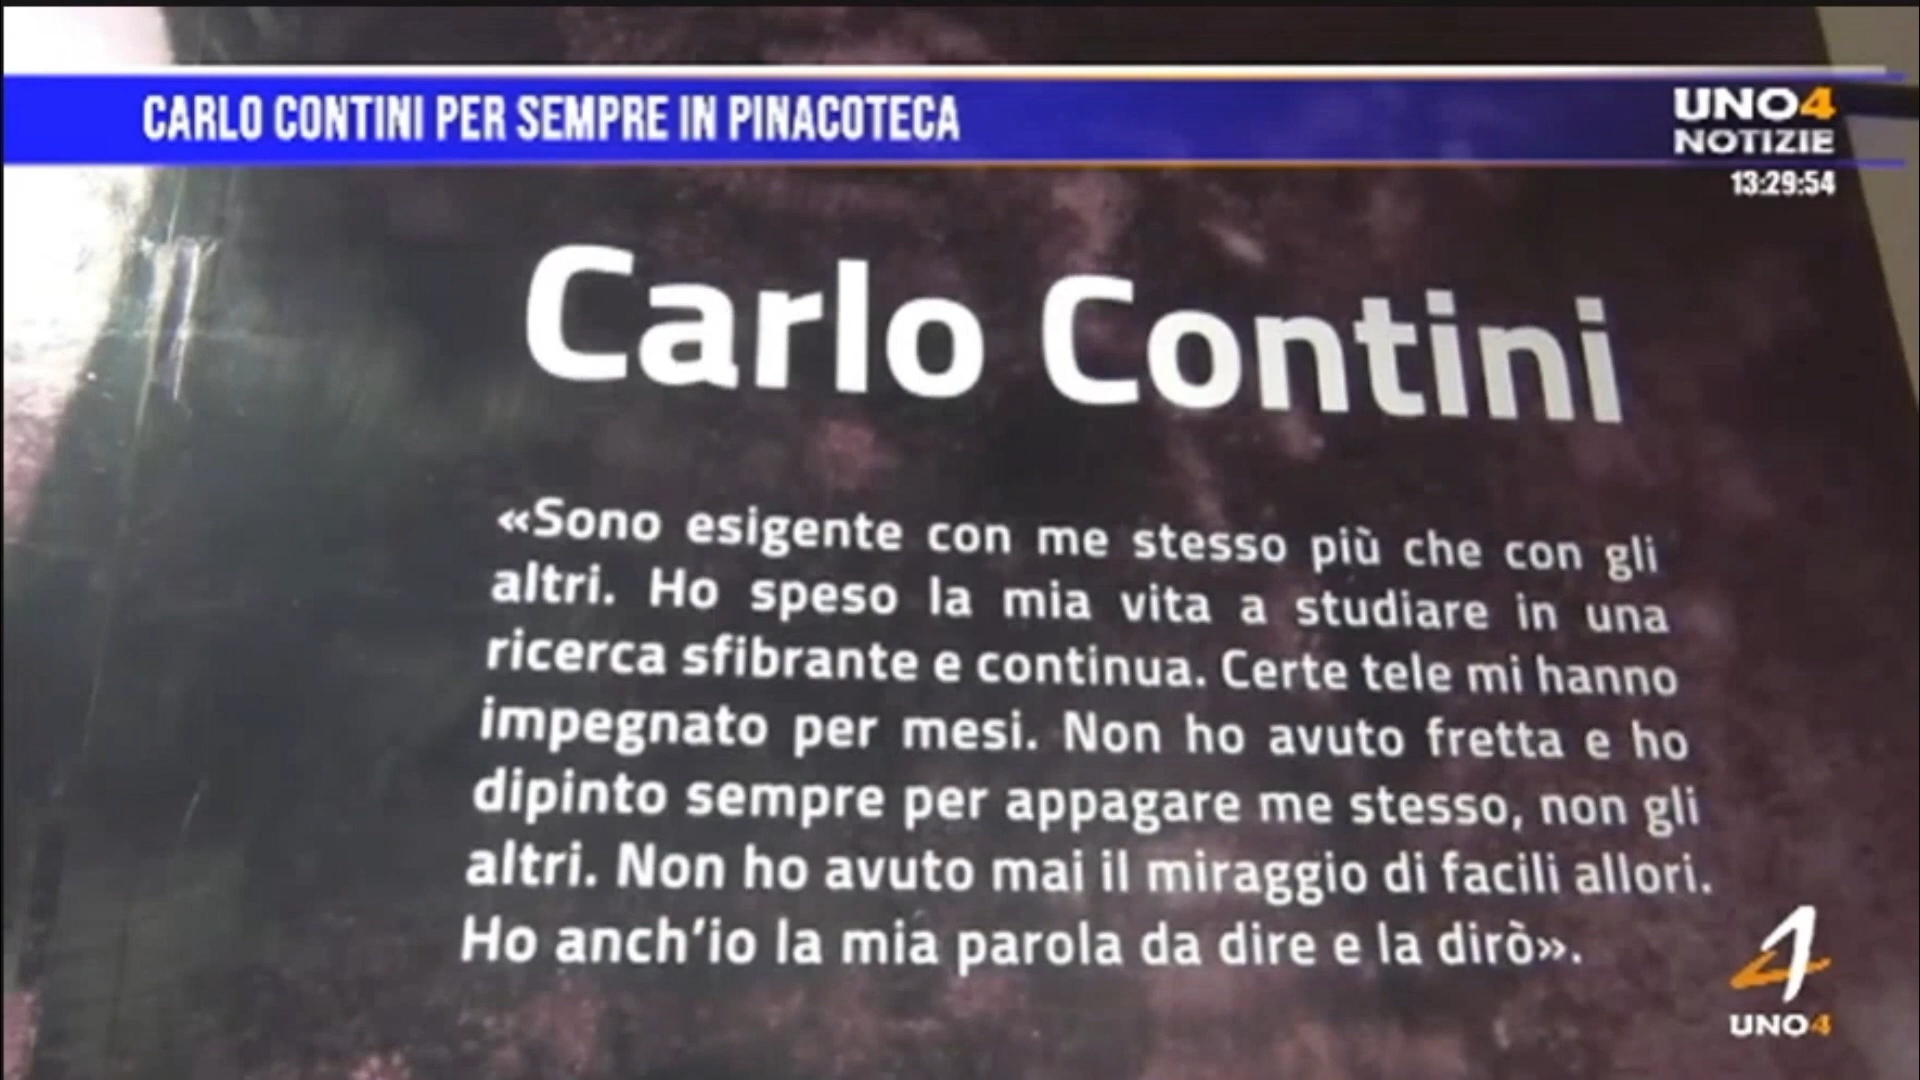 CARLO CONTINI PER SEMPRE IN PINACOTECA
UNO4
NOTIZIE
13:29:54
Carlo Contini
«Sono esigente con me stesso più che con gli
altri. Ho speso la mia vita a studiare in una
ricerca sfibrante e continua. Certe tele mi hanno
impegnato per mesi. Non ho avuto fretta e ho
dipinto sempre per appagare me stesso, non gli
altri. Non ho avuto mai il miraggio di facili allori.
Ho anch'io la mia parola da dire e la dirò».
4
UNO4